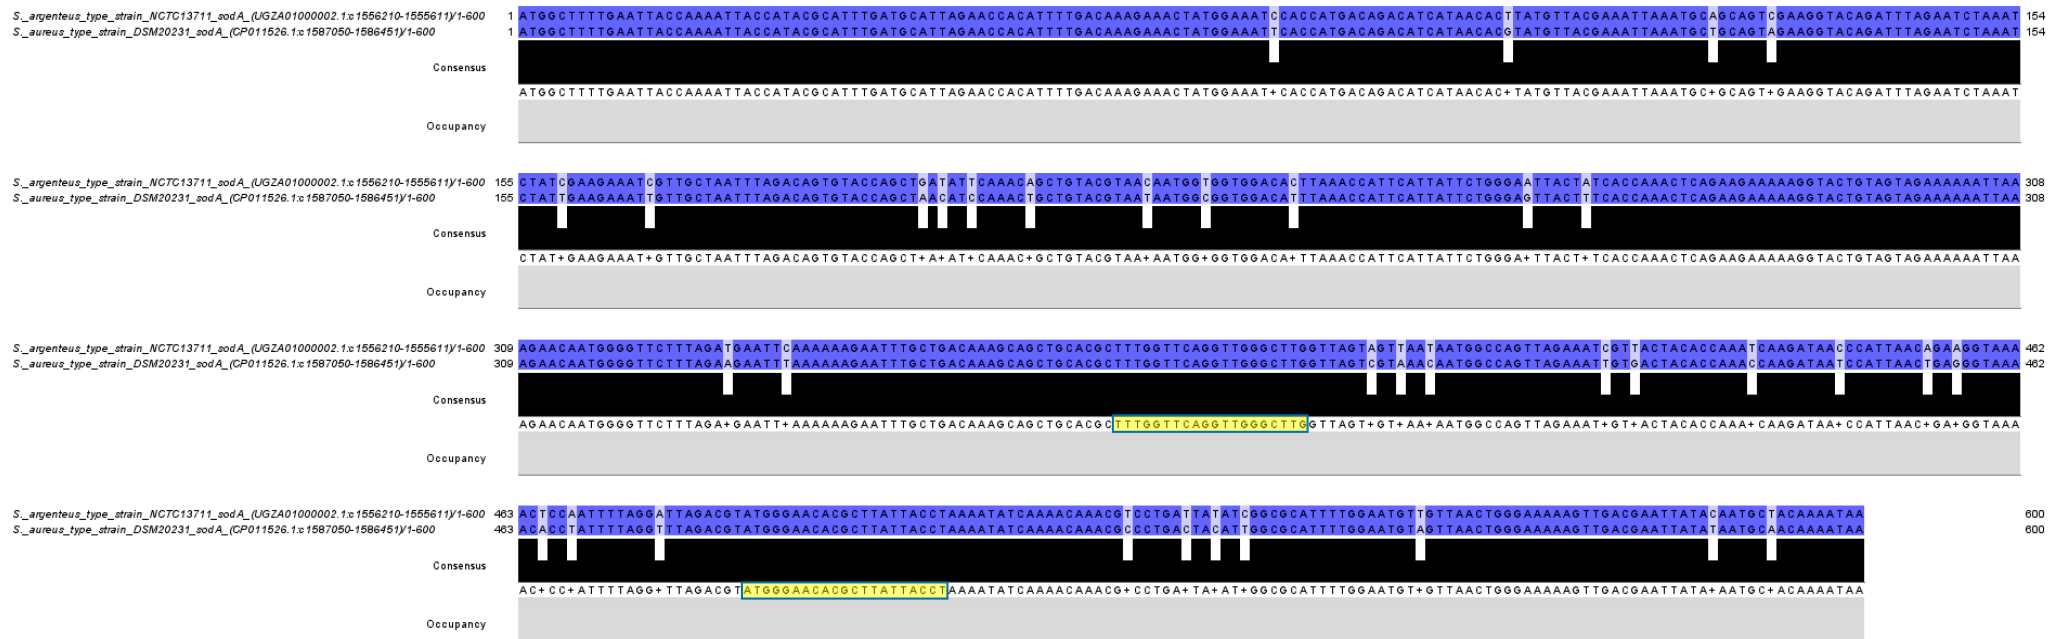 S._argenteus_type_strain_NCTC13711_sodA_(UGZA01000002.1:c1556210-1555611)/1-600 1 ATGGCTTTTGAATTACCAAAATTACCATACGCATTTGATGCATTAGAACCACATTTTGACAAAGAAACTATGGAAATCCACCATGACAGACATCATAACACTTATGTTACGAAATTAAATGCAGCAGTCGAAGGTACAGATTTAGAATCTAAAT 154
S._aureus_type_strain_DSM20231_sodA_(CP011526.1:c1587050-1586451)/1-600 1 ATGGCTTTTGAATTACCAAAATTACCATACGCATTTGATGCATTAGAACCACATTTTGACAAAGAAACTATGGAAATTCACCATGACAGACATCATAACACGTATGTTACGAAATTAAATGCTGCAGTAGAAGGTACAGATTTAGAATCTAAAT 154
Consensus
ATGGCTTTTGAATTACCAAAATTACCATACGCATTTGATGCATTAGAACCACATTTTGACAAAGAAACTATGGAAAT+CACCATGACAGACATCATAACAC+TATGTTACGAAATTAAATGC+GCAGT+GAAGGTACAGATTTAGAATCTAAAT
Occupancy
S._argenteus_type_strain_NCTC13711_sodA_(UGZA01000002.1:c1556210-1555611)/1-600 155 CTATCGAAGAAATCGTTGCTAATTTAGACAGTGTACCAGCTGATATTCAAACAGCTGTACGTAACAATGGTGGTGGACACTTAAACCATTCATTATTCTGGGAATTACTATCACCAAACTCAGAAGAAAAAGGTACTGTAGTAGAAAAAATTAA 308
S._aureus_type_strain_DSM20231_sodA_(CP011526.1:c1587050-1586451)/1-600 155 CTATTGAAGAAATTGTTGCTAATTTAGACAGTGTACCAGCTAACATCCAAACTGCTGTACGTAATAATGGCGGTGGACATTTAAACCATTCATTATTCTGGGAGTTACTTTCACCAAACTCAGAAGAAAAAGGTACTGTAGTAGAAAAAATTAA 308
Consensus
CTAT+GAAGAAAT+GTTGCTAATTTAGACAGTGTACCAGCT+A+AT+CAAAC+GCTGTACGTAA+AATGG+GGTGGACA+TTAAACCATTCATTATTCTGGGA+TTACT+TCACCAAACTCAGAAGAAAAAGGTACTGTAGTAGAAAAAATTAA
Occupancy
S._argenteus_type_strain_NCTC13711_sodA_(UGZA01000002.1:c1556210-1555611)/1-600 309 AGAACAATGGGGTTCTTTAGATGAATTCAAAAAAGAATTTGCTGACAAAGCAGCTGCACGCTTTGGTTCAGGTTGGGCTTGGTTAGTAGTTAATAATGGCCAGTTAGAAATCGTTACTACACCAAATCAAGATAACCCATTAACAGAAGGTAAA 462
S._aureus_type_strain_DSM20231_sodA_(CP011526.1:c1587050-1586451)/1-600 309 AGAACAATGGGGTTCTTTAGAAGAATTTAAAAAAGAATTTGCTGACAAAGCAGCTGCACGCTTTGGTTCAGGTTGGGCTTGGTTAGTCGTAAACAATGGCCAGTTAGAAATTGTGACTACACCAAACCAAGATAATCCATTAACTGAGGGTAAA 462
Consensus
AGAACAATGGGGTTCTTTAGA+GAATT+AAAAAAGAATTTGCTGACAAAGCAGCTGCACGCTTTGGTTCAGGTTGGGCTTGGTTAGT+GT+AA+AATGGCCAGTTAGAAAT+GT+ACTACACCAAA+CAAGATAA+CCATTAAC+GA+GGTAAA
Occupancy
S._argenteus_type_strain_NCTC13711_sodA_(UGZA01000002.1:c1556210-1555611)/1-600 463 ACTCCAATTTTAGGATTAGACGTATGGGAACACGCTTATTACCTAAAATATCAAAACAAACGTCCTGATTATATCGGCGCATTTTGGAATGTTGTTAACTGGGAAAAAGTTGACGAATTATACAATGCTACAAAATAA 600
S._aureus_type_strain_DSM20231_sodA_(CP011526.1:c1587050-1586451)/1-600 463 ACACCTATTTTAGGTTTAGACGTATGGGAACACGCTTATTACCTAAAATATCAAAACAAACGCCCTGACTACATTGGCGCATTTTGGAATGTAGTTAACTGGGAAAAAGTTGACGAATTATATAATGCAACAAAATAA 600
Consensus
AC+CC+ATTTTAGG+TTAGACGTATGGGAACACGCTTATTACCTAAAATATCAAAACAAACG+CCTGA+TA+AT+GGCGCATTTTGGAATGT+GTTAACTGGGAAAAAGTTGACGAATTATA+AATGC+ACAAAATAA
Occupancy